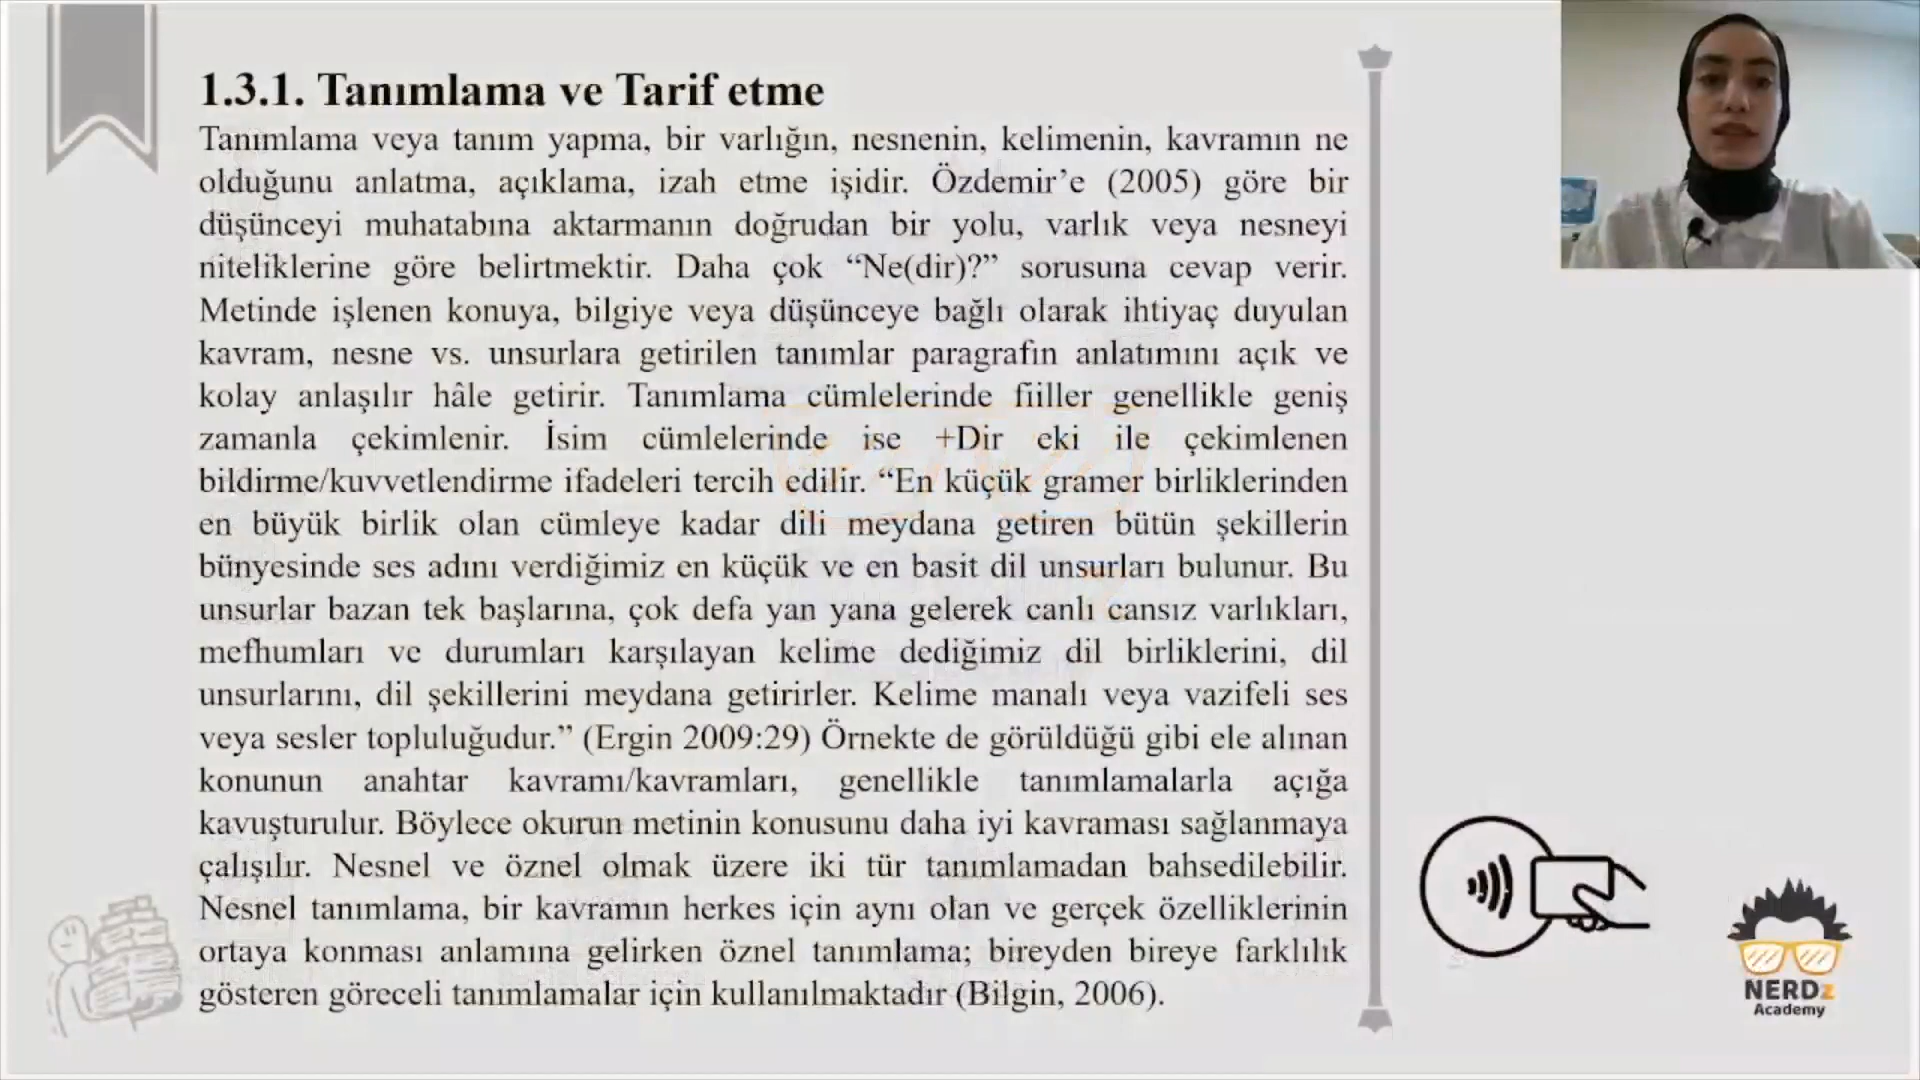 1.3.1. Tanımlama ve Tarif etme
Tanımlama veya tanım yapma, bir varlığın, nesnenin, kelimenin, kavramın ne
olduğunu anlatma, açıklama, izah etme işidir. Özdemir’e (2005) göre bir
düşünceyi muhatabına aktarmanın doğrudan bir yolu, varlık veya nesneyi
niteliklerine göre belirtmektir. Daha çok “Ne(dir)?” sorusuna cevap verir.
Metinde işlenen konuya, bilgiye veya düşünceye bağlı olarak ihtiyaç duyulan
kavram, nesne vs. unsurlara getirilen tanımlar paragrafın anlatımını açık ve
kolay anlaşılır hâle getirir. Tanımlama cümlelerinde fiiller genellikle geniş
zamanla çekimlenir. İsim cümlelerinde ise +Dir eki ile çekimlenen
bildirme/kuvvetlendirme ifadeleri tercih edilir. “En küçük gramer birliklerinden
en büyük birlik olan cümleye kadar dili meydana getiren bütün şekillerin
bünyesinde ses adını verdiğimiz en küçük ve en basit dil unsurları bulunur. Bu
unsurlar bazan tek başlarına, çok defa yan yana gelerek canlı cansız varlıkları,
mefhumları ve durumları karşılayan kelime dediğimiz dil birliklerini, dil
unsurlarını, dil şekillerini meydana getirirler. Kelime manalı veya vazifeli ses
veya sesler topluluğudur.” (Ergin 2009:29) Örnekte de görüldüğü gibi ele alınan
konunun anahtar kavramı/kavramları, genellikle tanımlamalarla açığa
kavuşturulur. Böylece okurun metinin konusunu daha iyi kavraması sağlanmaya
çalışılır. Nesnel ve öznel olmak üzere iki tür tanımlamadan bahsedilebilir.
Nesnel tanımlama, bir kavramın herkes için aynı olan ve gerçek özelliklerinin
ortaya konması anlamına gelirken öznel tanımlama; bireyden bireye farklılık
gösteren göreceli tanımlamalar için kullanılmaktadır (Bilgin, 2006).
NERDz
Academy